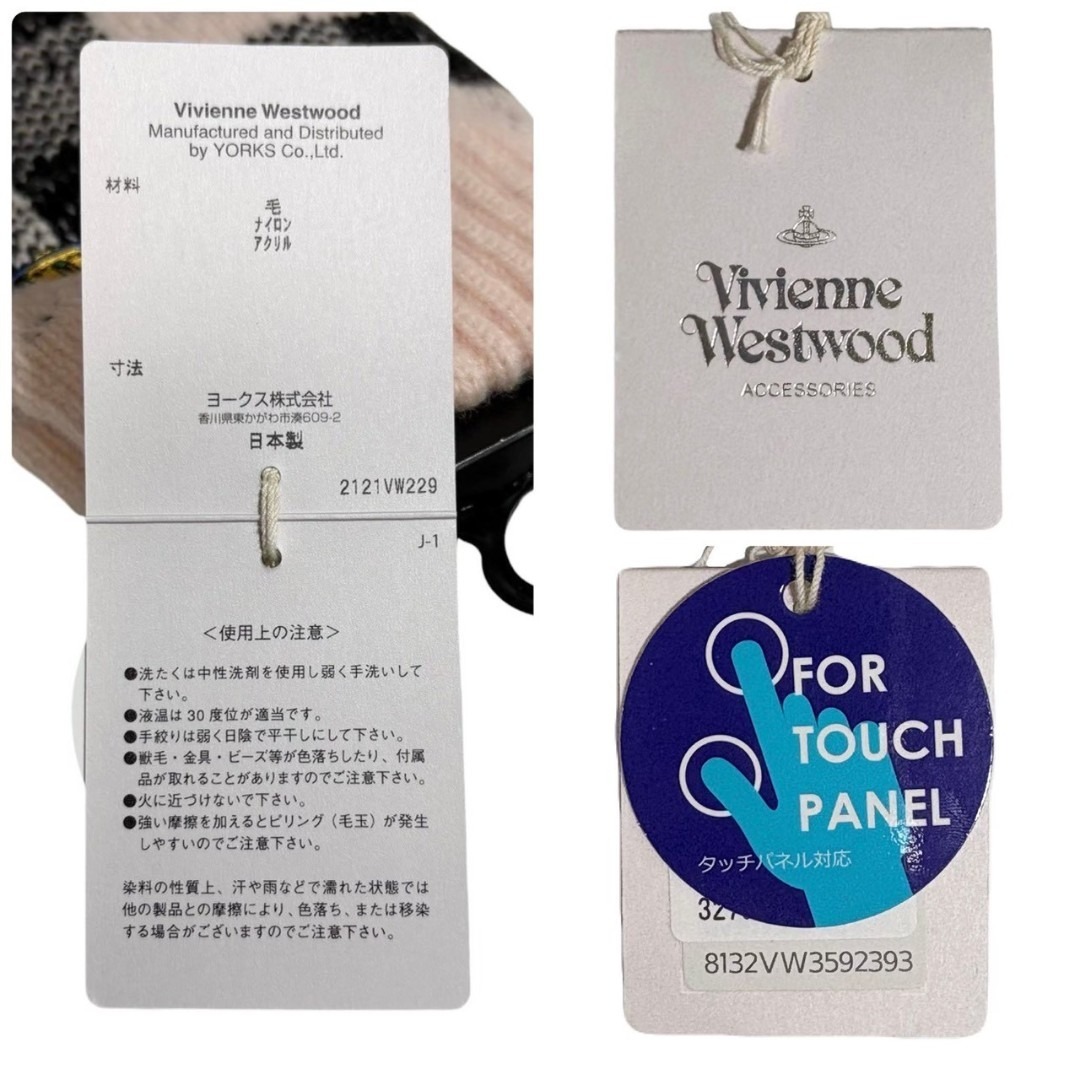 Vivienne Westwood
Manufactured and Distributed
by YORKS Co.,Ltd.
材料
毛
ナイロン
アクリル
寸法
ヨークス株式会社
香川県東かがわ市湊609-2
日本製
2121VW229
J-1
＜使用上の注意＞
●洗たくは中性洗剤を使用し弱く手洗いして
下さい。
●液温は30度位が適当です。
●手絞りは弱く日陰で平干しにして下さい。
●獣毛・金具・ビーズ等が色落ちしたり、付属
品が取れることがありますのでご注意下さい。
●火に近づけないで下さい。
●強い摩擦を加えるとピリング（毛玉）が発生
しやすいのでご注意下さい。
染料の性質上、汗や雨などで濡れた状態では
他の製品との摩擦により、色落ち、または移染
する場合がございますのでご注意下さい。
Vivienne
Westwood
ACCESSORIES
FOR
TOUCH
PANEL
タッチパネル対応
8132VW3592393